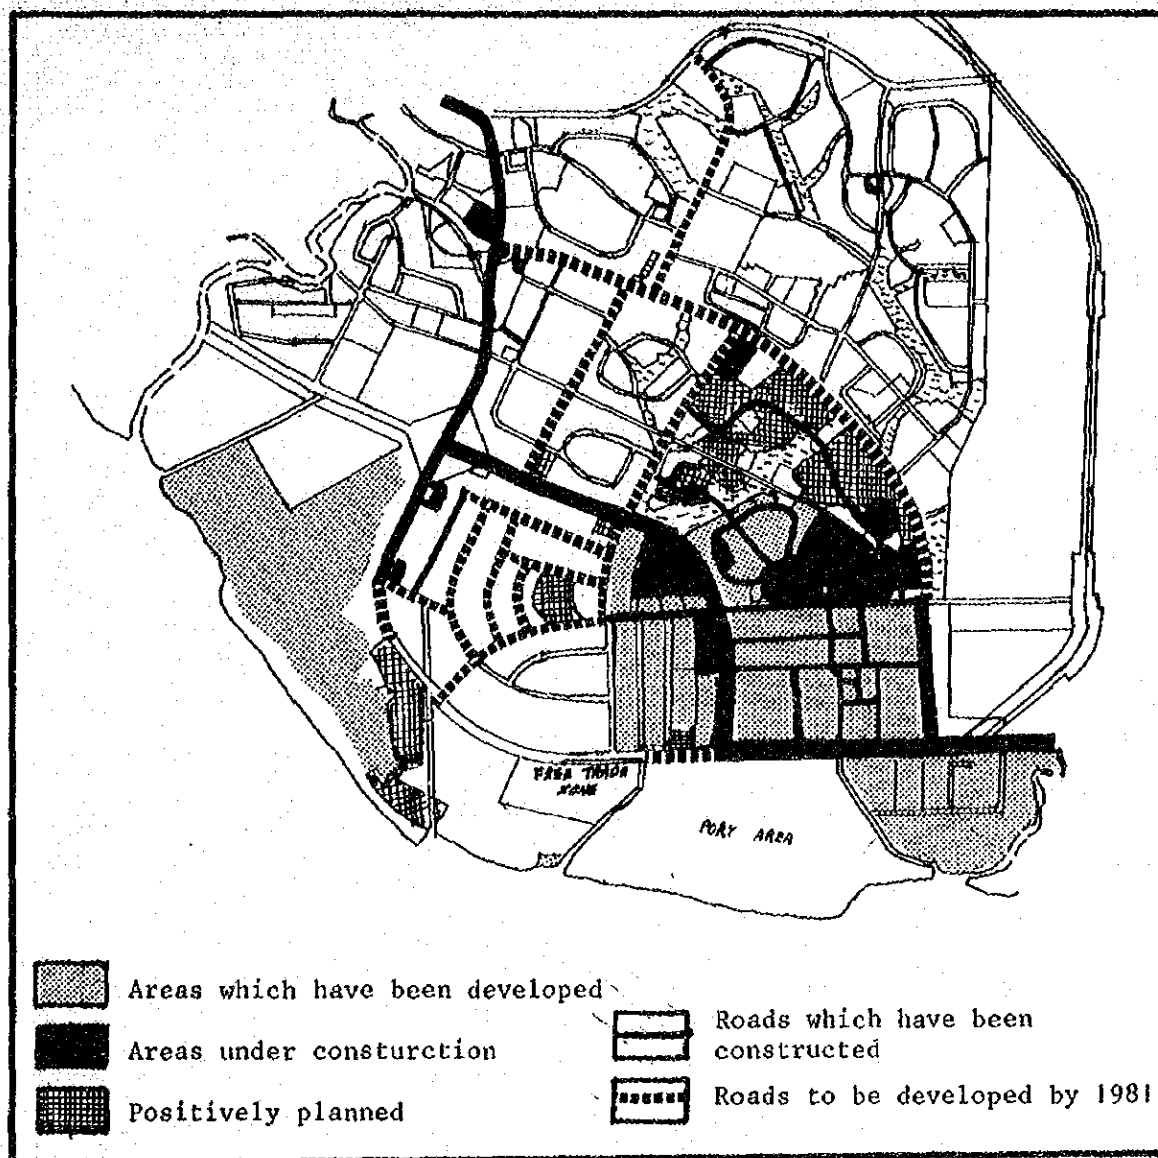 FREE TRADE
ZONE
PORT AREA
Areas which have been developed
Areas under consturction
Positively planned
Roads which have been
constructed
Roads to be developed by 1981